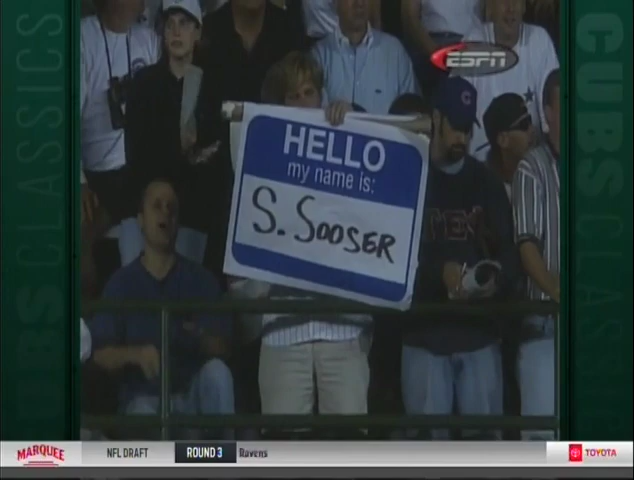 CUBS CLASSICS
ESPN
HELLO
my name is:
S. SOOSER
CUBS CLASSICS
MARQUEE
NFL DRAFT
ROUND 3
Ravens
TOYOTA